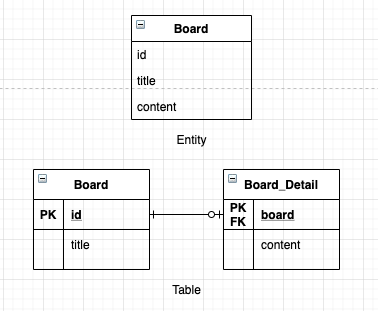 Board
id
title
content
Entity
Board
PK id
title
Board_Detail
PK
FK board
content
Table